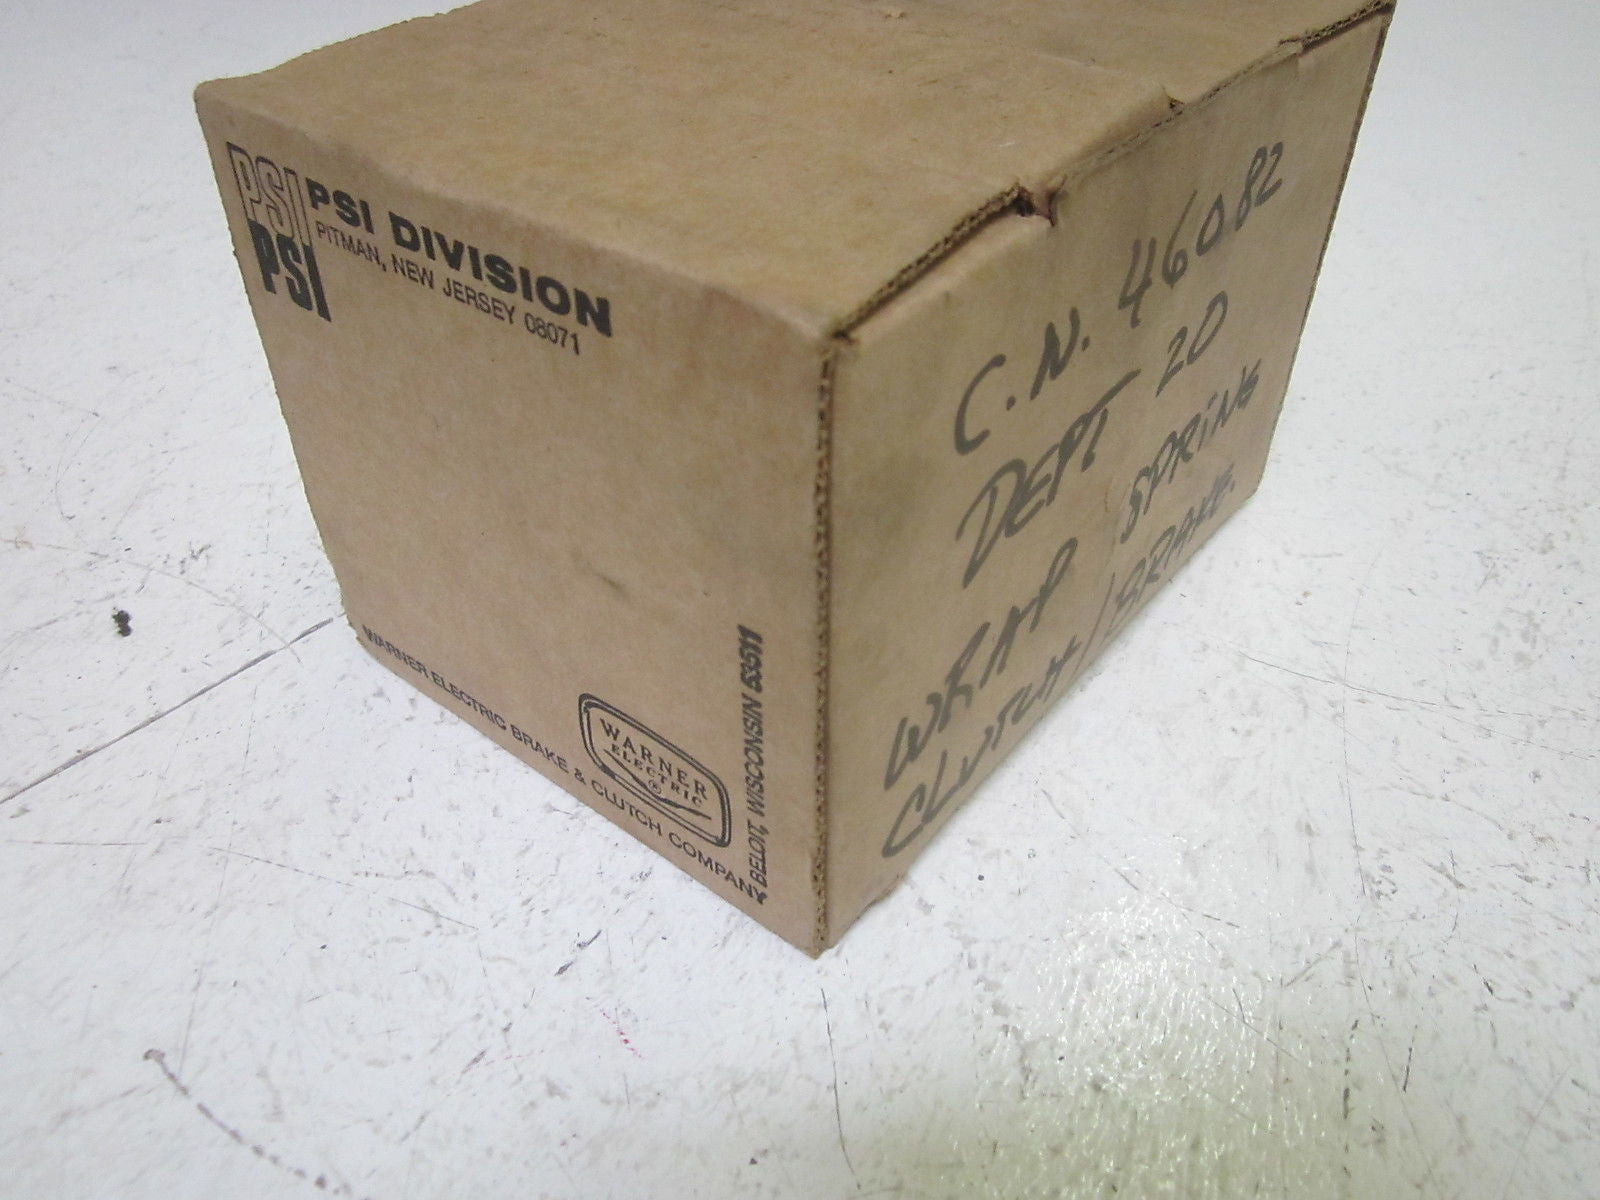 PSI
PSI
PSI DIVISION
PITMAN, NEW JERSEY 08071
WARNER
ELECTRIC
®
WARNER ELECTRIC BRAKE & CLUTCH COMPANY
BELOIT, WISCONSIN 53511
C.N. 46082
DEPT 20
WRAP SPRING
CLUTCH/BRAKE.